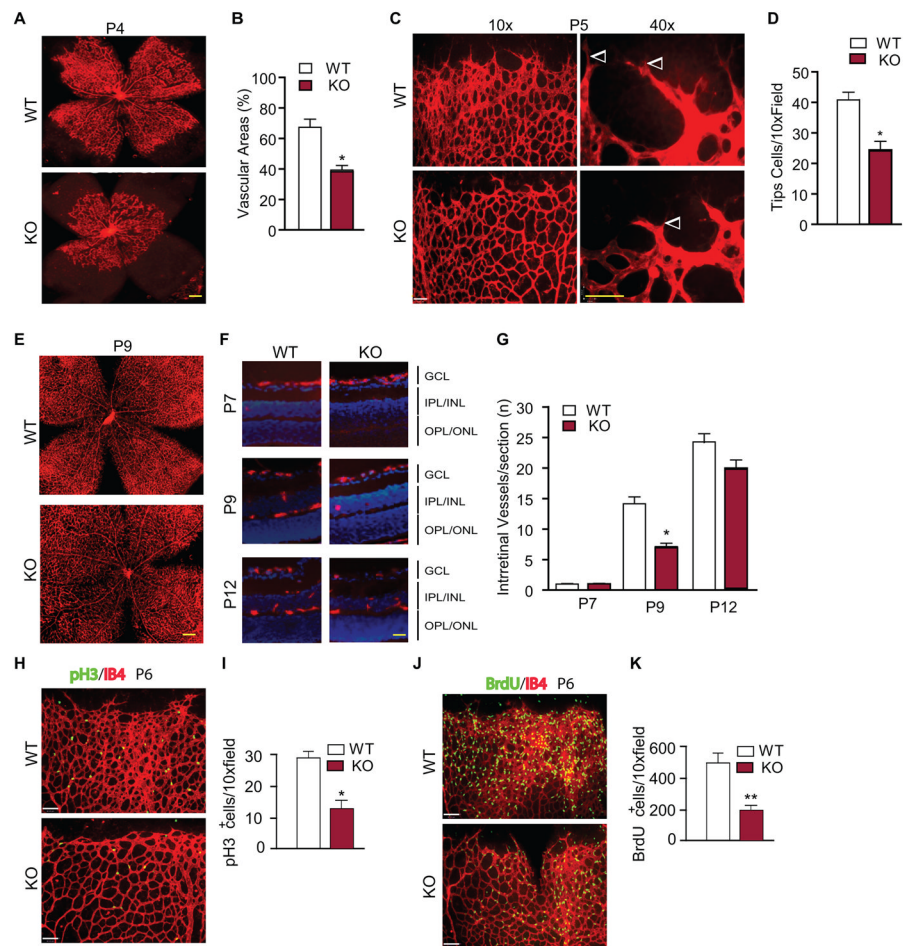 A
P4
WT
KO
B
WT
KO
Vascular Areas (%)
100
80
60
40
20
0
*
C
10x P5 40x
WT
KO
D
WT
KO
Tips Cells/10xField
50
40
30
20
10
0
*
E
P9
WT
KO
F
WT KO
P7
GCL
IPL/INL
OPL/ONL
P9
GCL
IPL/INL
OPL/ONL
P12
GCL
IPL/INL
OPL/ONL
G
WT
KO
Intrretinal Vessels/section (n)
30
25
20
15
10
5
0
*
P7 P9 P12
H
pH3/IB4 P6
WT
KO
I
WT
KO
pH3 +cells/10xfield
30
20
10
0
*
J
BrdU/IB4 P6
WT
KO
K
WT
KO
BrdU +cells/10xfield
600
400
200
0
**